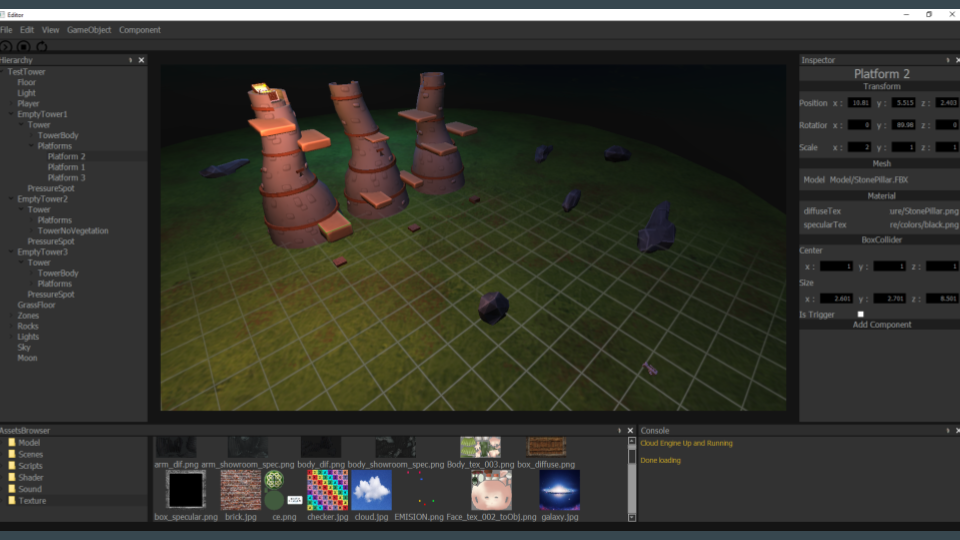 Editor
File Edit View GameObject Component
Hierarchy
TestTower
Floor
Light
Player
EmptyTower1
Tower
TowerBody
Platforms
Platform 2
Platform 1
Platform 3
PressureSpot
EmptyTower2
Tower
Platforms
TowerNoVegetation
PressureSpot
EmptyTower3
Tower
TowerBody
Platforms
PressureSpot
GrassFloor
Zones
Rocks
Lights
Sky
Moon
Inspector
Platform 2
Transform
Position x : 16.81 y : 5.515 z : 2.403
Rotation x : 0 y : 89.98 z : 0
Scale x : 2 y : 1 z : 1
Mesh
Model Model/StonePillar.FBX
Material
diffuseTex ure/StonePillar.png
specularTex re/colors/black.png
BoxCollider
Center
x : 1 y : 1 z : 1
Size
x : 2.601 y : 2.701 z : 8.501
Is Trigger
Add Component
AssetsBrowser
Model
Scenes
Scripts
Shader
Sound
Texture
arm_dif.png arm_showroom_spec.png body_dif.png body_showroom_spec.png Body_tex_003.png box_diffuse.png
box_specular.png brick.jpg ce.png checker.jpg cloud.jpg EMISION.png Face_tex_002_toObj.png galaxy.jpg
Console
Cloud Engine Up and Running
Done loading